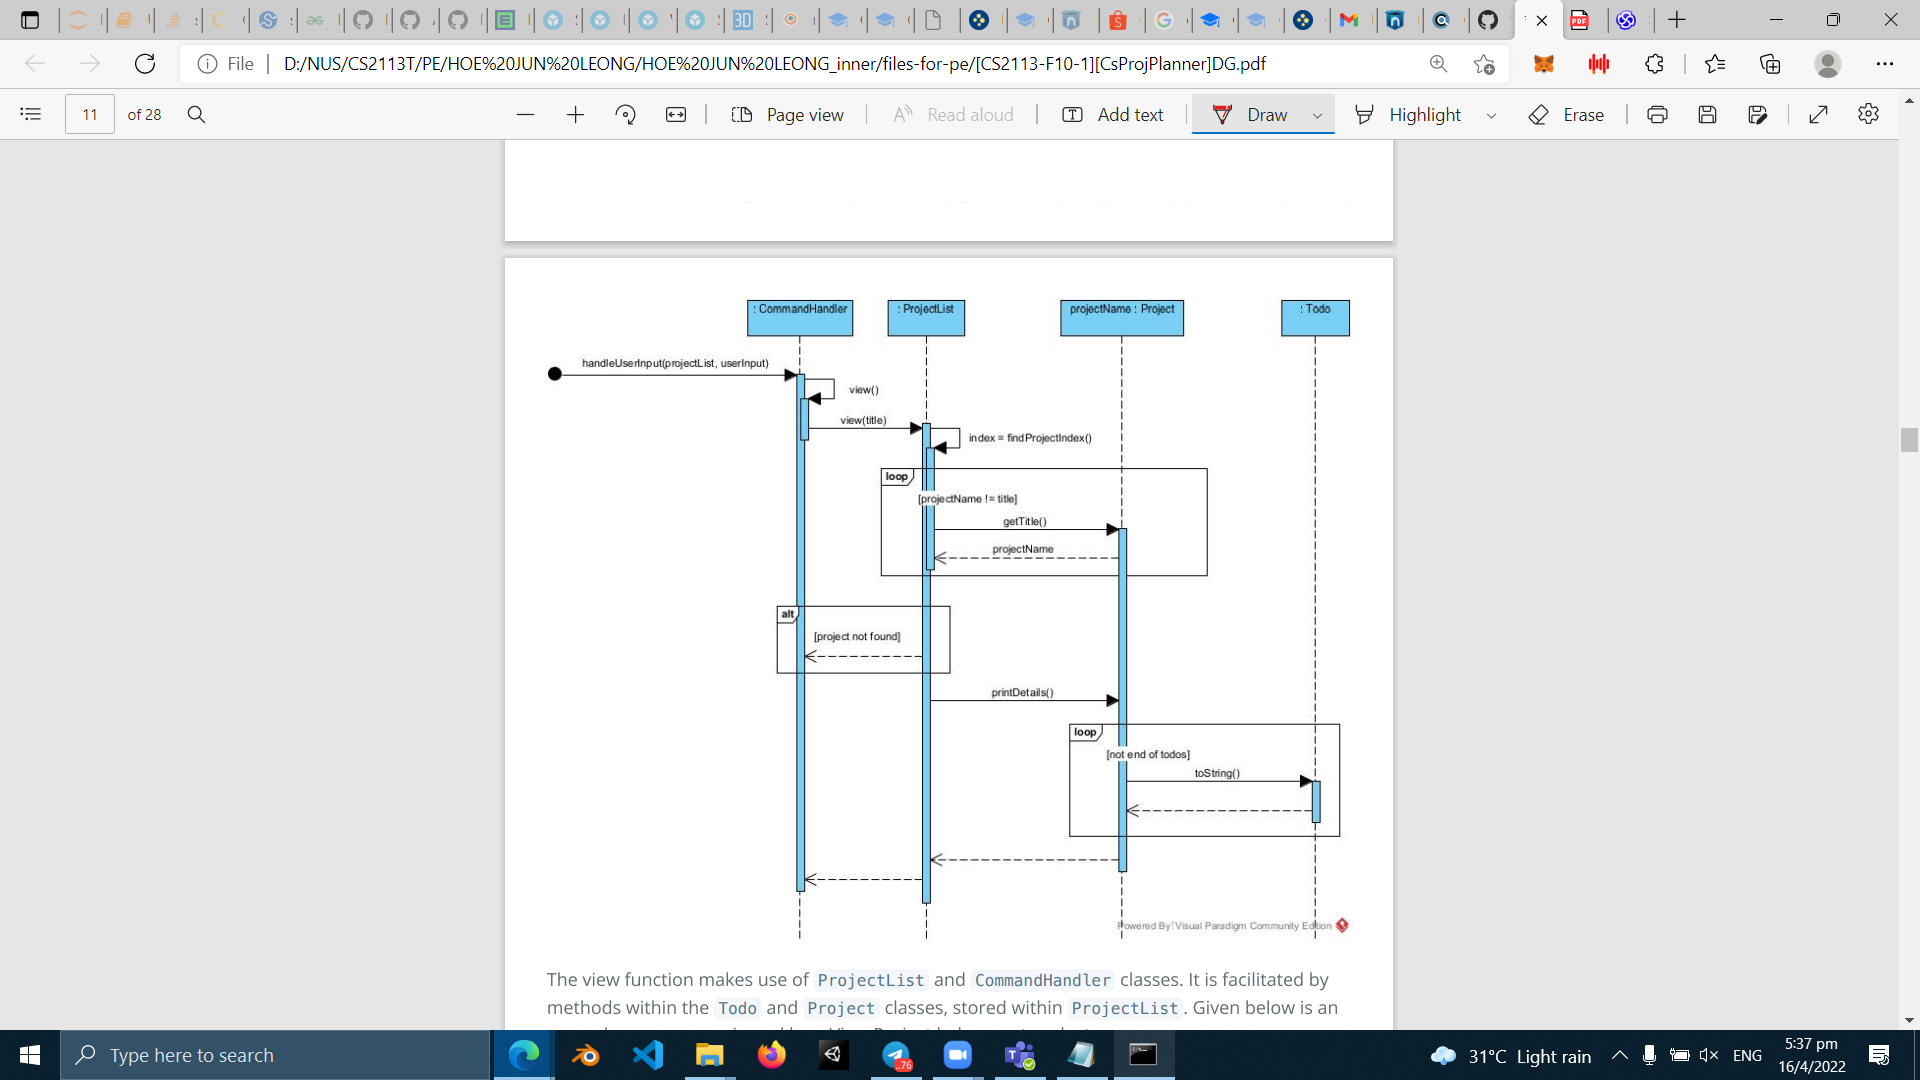 File
D:/NUS/CS2113T/PE/HOE%20JUN%20LEONG/HOE%20JUN%20LEONG_inner/files-for-pe/[CS2113-F10-1][CsProjPlanner]DG.pdf
11 of 28
Page view
Read aloud
Add text
Draw
Highlight
Erase
: CommandHandler
: ProjectList
projectName : Project
: Todo
handleUserInput(projectList, userInput)
view()
view(title)
index = findProjectIndex()
loop
[projectName != title]
getTitle()
projectName
alt
[project not found]
printDetails()
loop
[not end of todos]
toString()
Powered By Visual Paradigm Community Edition
The view function makes use of ProjectList and CommandHandler classes. It is facilitated by
methods within the Todo and Project classes, stored within ProjectList. Given below is an
Type here to search
..76
31°C Light rain
ENG
5:37 pm
16/4/2022